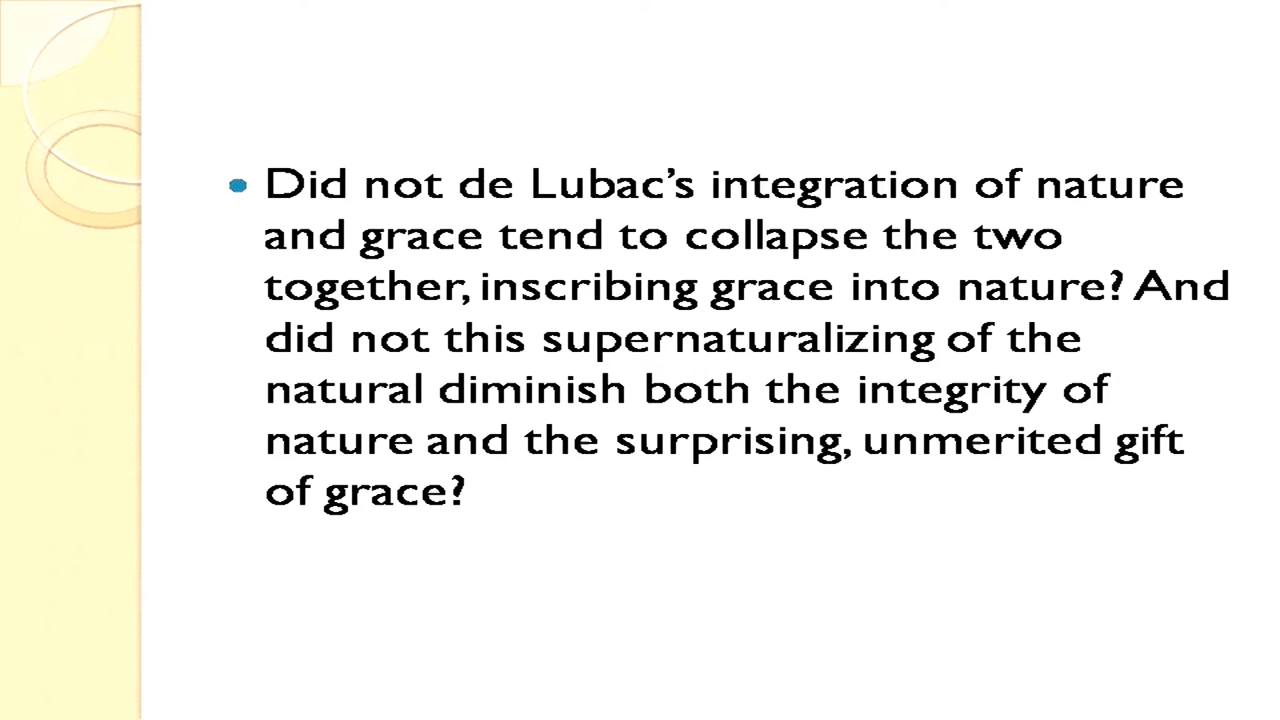 Did not de Lubac’s integration of nature
and grace tend to collapse the two
together, inscribing grace into nature? And
did not this supernaturalizing of the
natural diminish both the integrity of
nature and the surprising, unmerited gift
of grace?